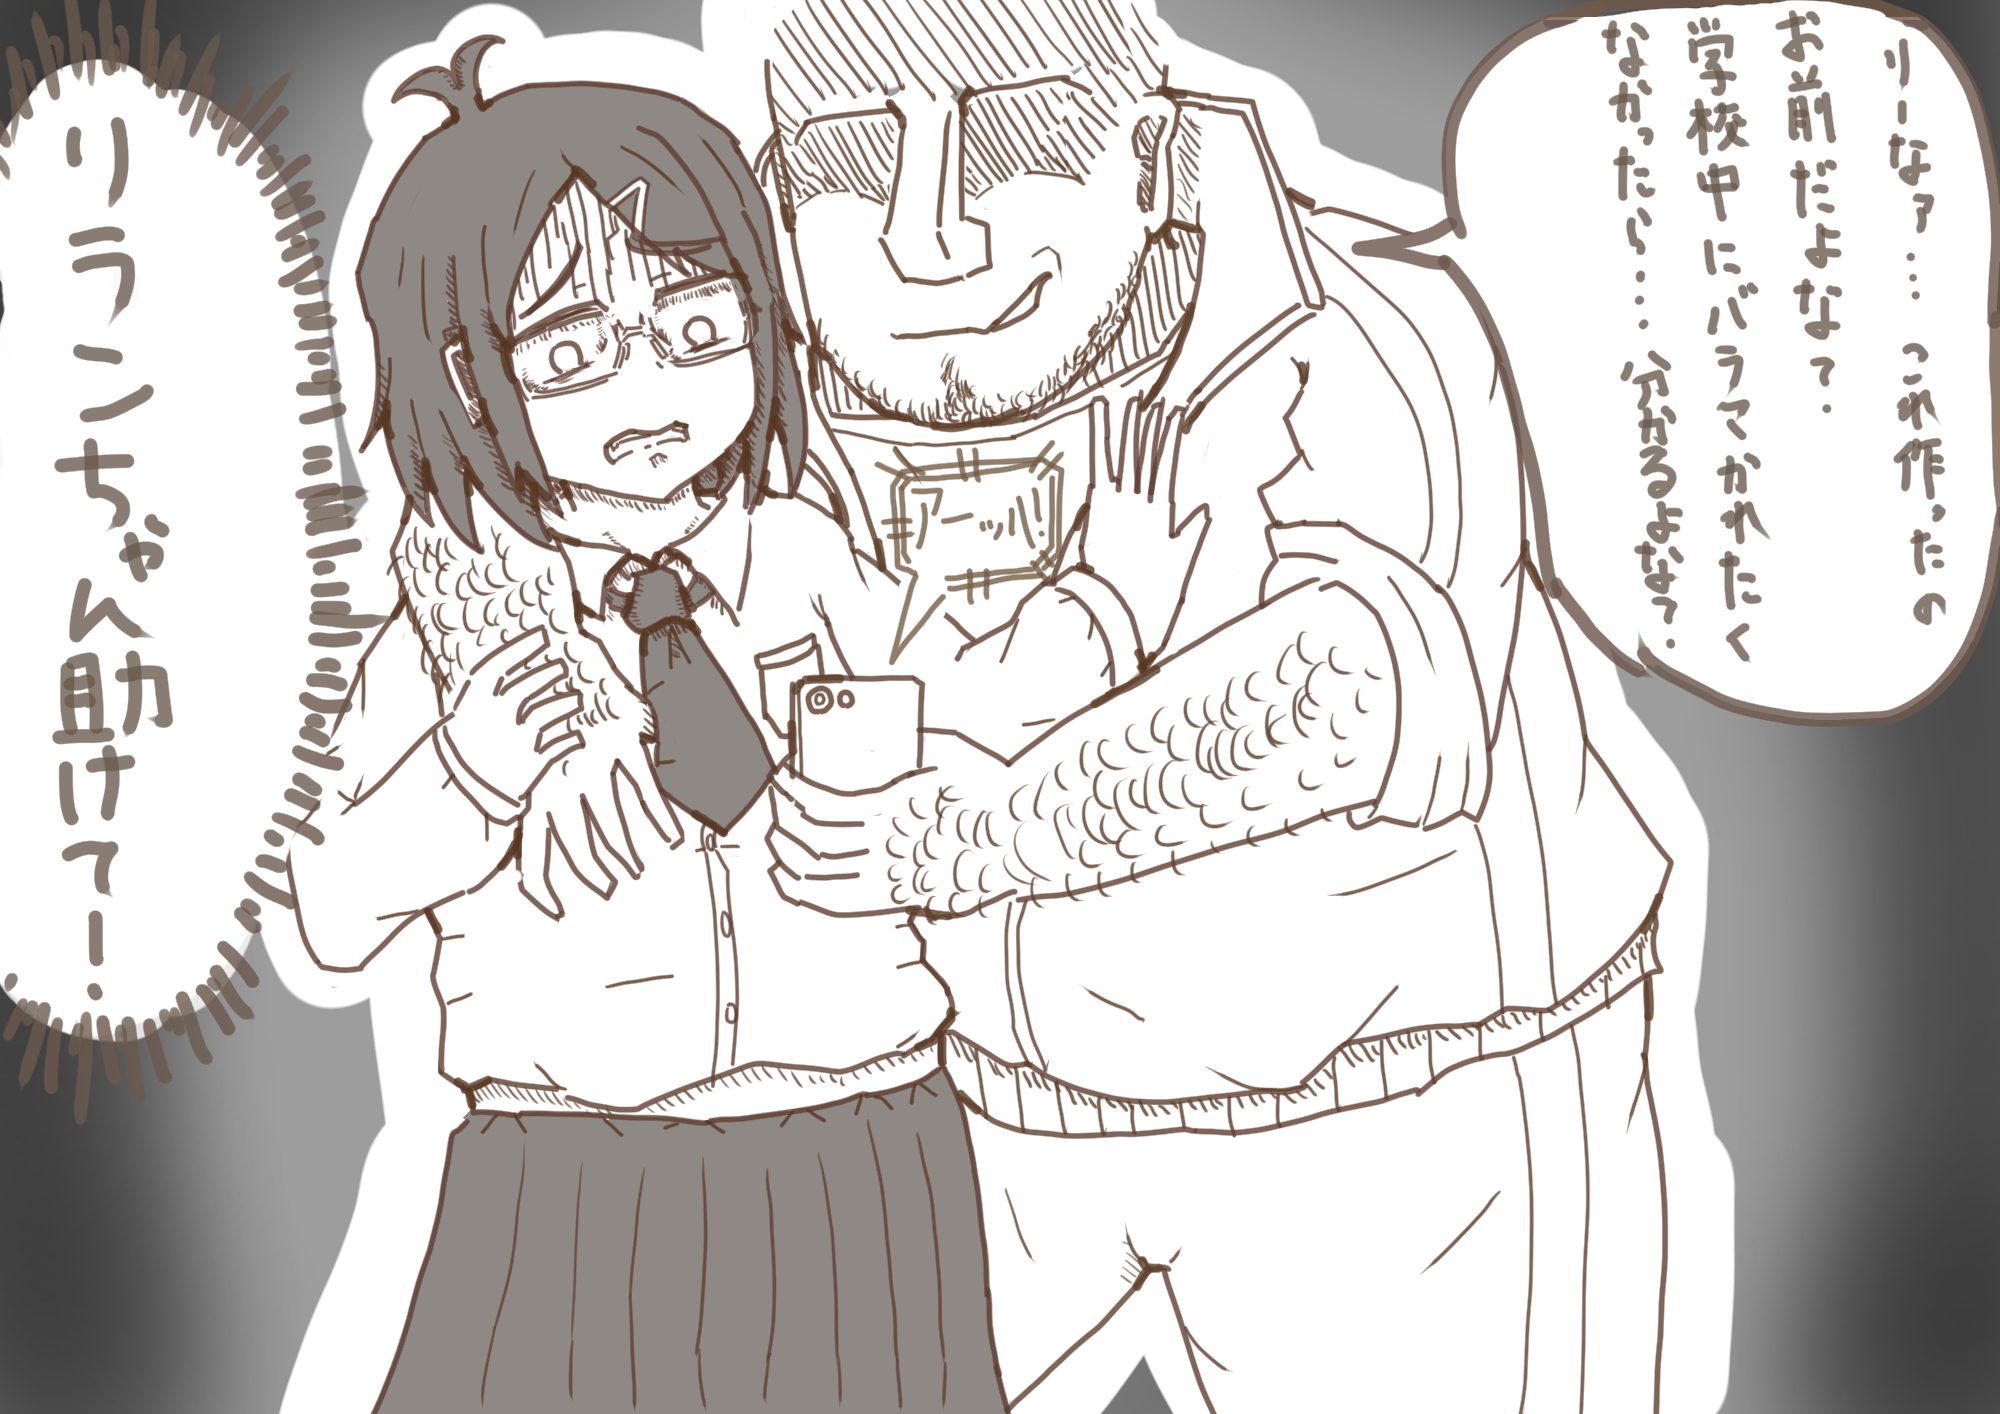 リーなァ…これ作ったの
お前だよなァ?
学校中にバラマかれたく
なかったら…分かるよなァ?
アーッハ!
リランちゃん助けてー!